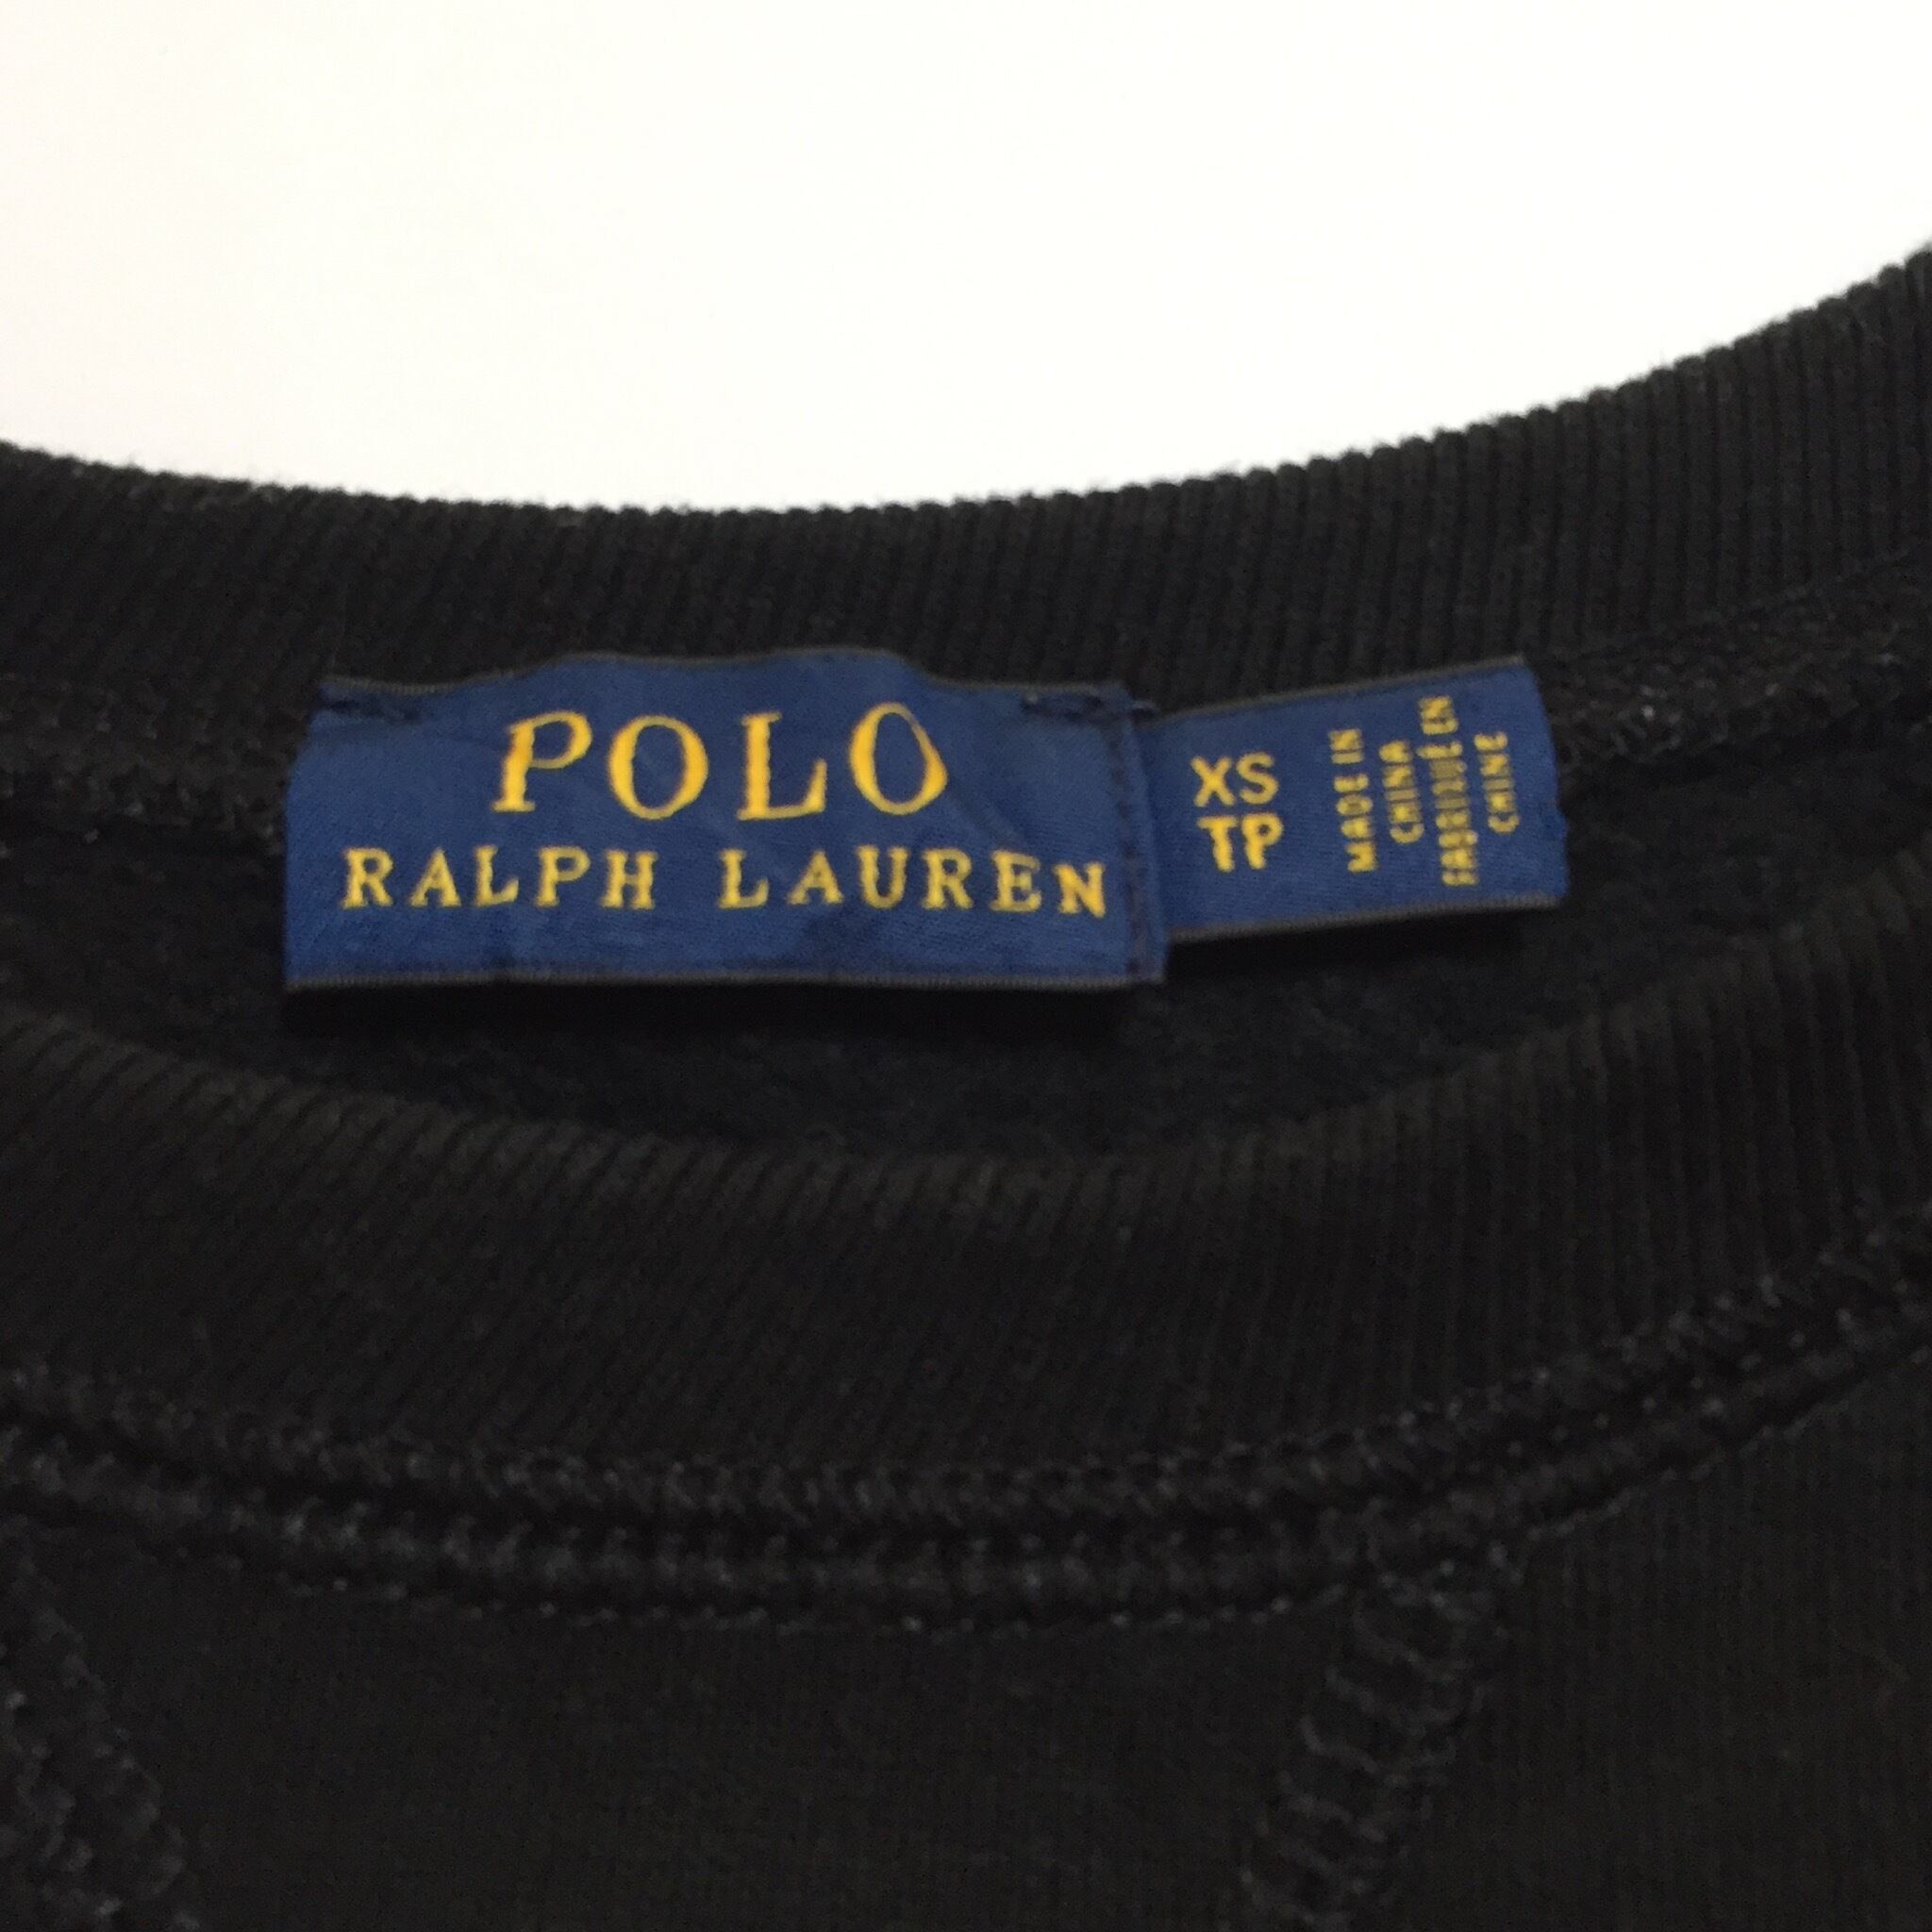 POLO
RALPH LAUREN
XS
TP
MADE IN
CHINA
FABRIQUÉ EN
CHINE